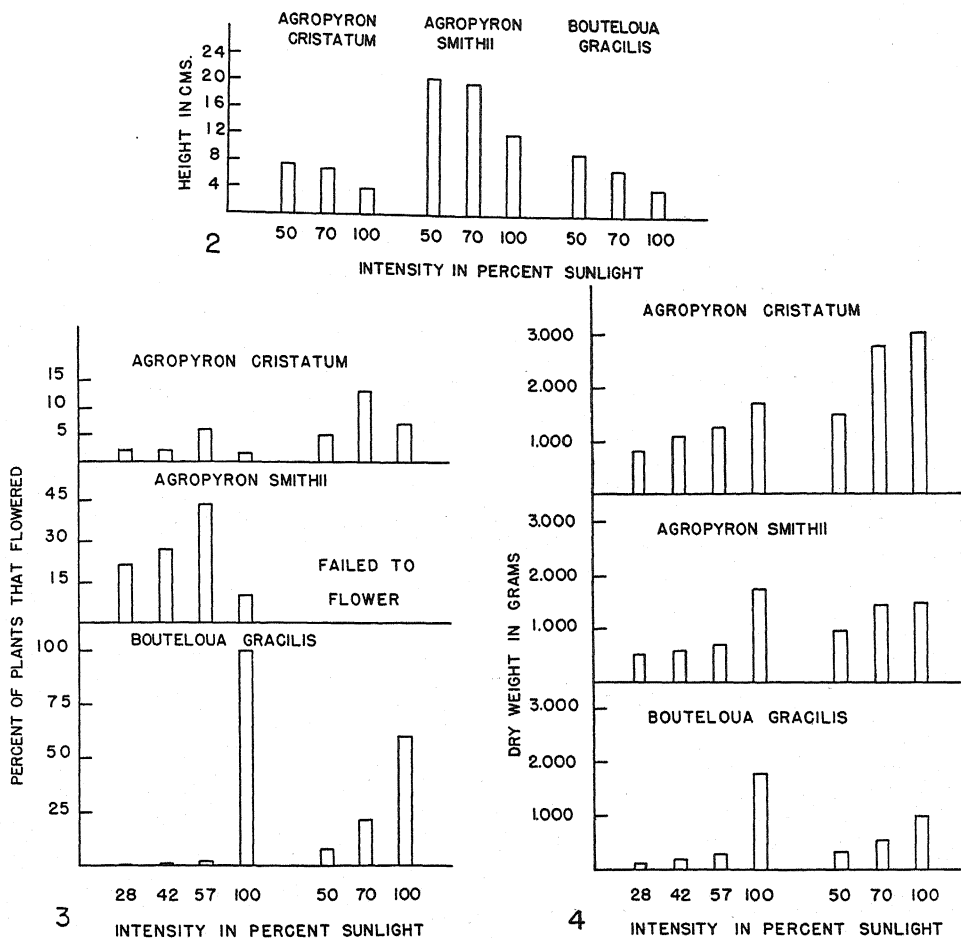 AGROPYRON CRISTATUM
AGROPYRON SMITHII
BOUTELOUA GRACILIS
HEIGHT IN CMS.
24
20
16
12
8
4
50 70 100 50 70 100 50 70 100
2
INTENSITY IN PERCENT SUNLIGHT
PERCENT OF PLANTS THAT FLOWERED
AGROPYRON CRISTATUM
15
10
5
AGROPYRON SMITHII
45
30
15
FAILED TO
FLOWER
BOUTELOUA GRACILIS
100
75
50
25
28 42 57 100 50 70 100
3
INTENSITY IN PERCENT SUNLIGHT
DRY WEIGHT IN GRAMS
AGROPYRON CRISTATUM
3.000
2.000
1.000
AGROPYRON SMITHII
3.000
2.000
1.000
BOUTELOUA GRACILIS
3.000
2.000
1.000
28 42 57 100 50 70 100
4
INTENSITY IN PERCENT SUNLIGHT